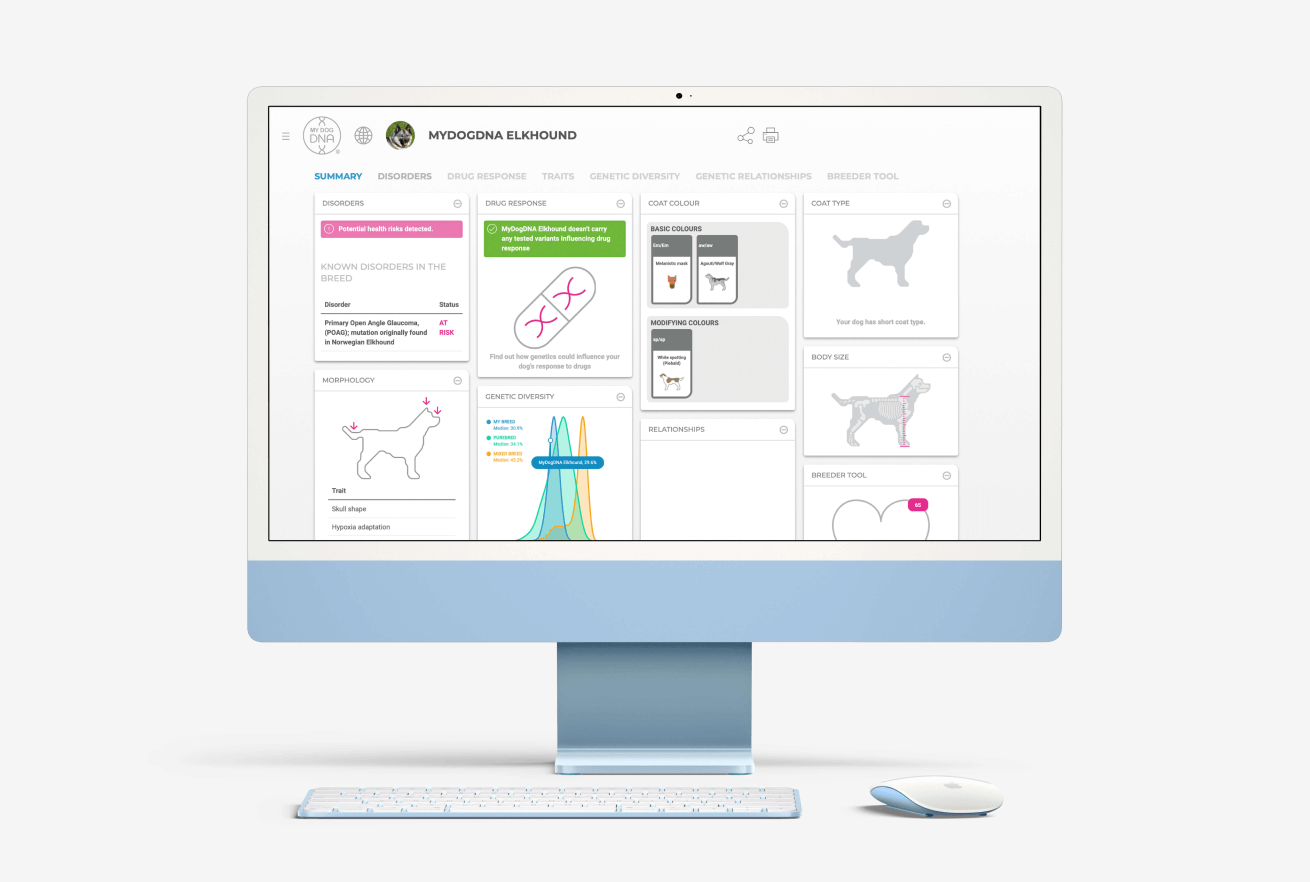 MY DOG
DNA
®
MYDOGDNA ELKHOUND
SUMMARY DISORDERS DRUG RESPONSE TRAITS GENETIC DIVERSITY GENETIC RELATIONSHIPS BREEDER TOOL
DISORDERS
Potential health risks detected.
KNOWN DISORDERS IN THE
BREED
Disorder Status
Primary Open Angle Glaucoma,
(POAG); mutation originally found
in Norwegian Elkhound
AT
RISK
MORPHOLOGY
Trait
Skull shape
Hypoxia adaptation
DRUG RESPONSE
MyDogDNA Elkhound doesn't carry
any tested variants influencing drug
response
Find out how genetics could influence your
dog's response to drugs
GENETIC DIVERSITY
MY BREED
Median: 30.9%
PUREBRED
Median: 34.1%
MIXED BREED
Median: 43.2%
MyDogDNA Elkhound, 29.6%
COAT COLOUR
BASIC COLOURS
Em/Em
Melanistic mask
aw/aw
Agouti/Wolf Gray
MODIFYING COLOURS
sp/sp
White spotting
(Piebald)
RELATIONSHIPS
COAT TYPE
Your dog has short coat type.
BODY SIZE
BREEDER TOOL
65